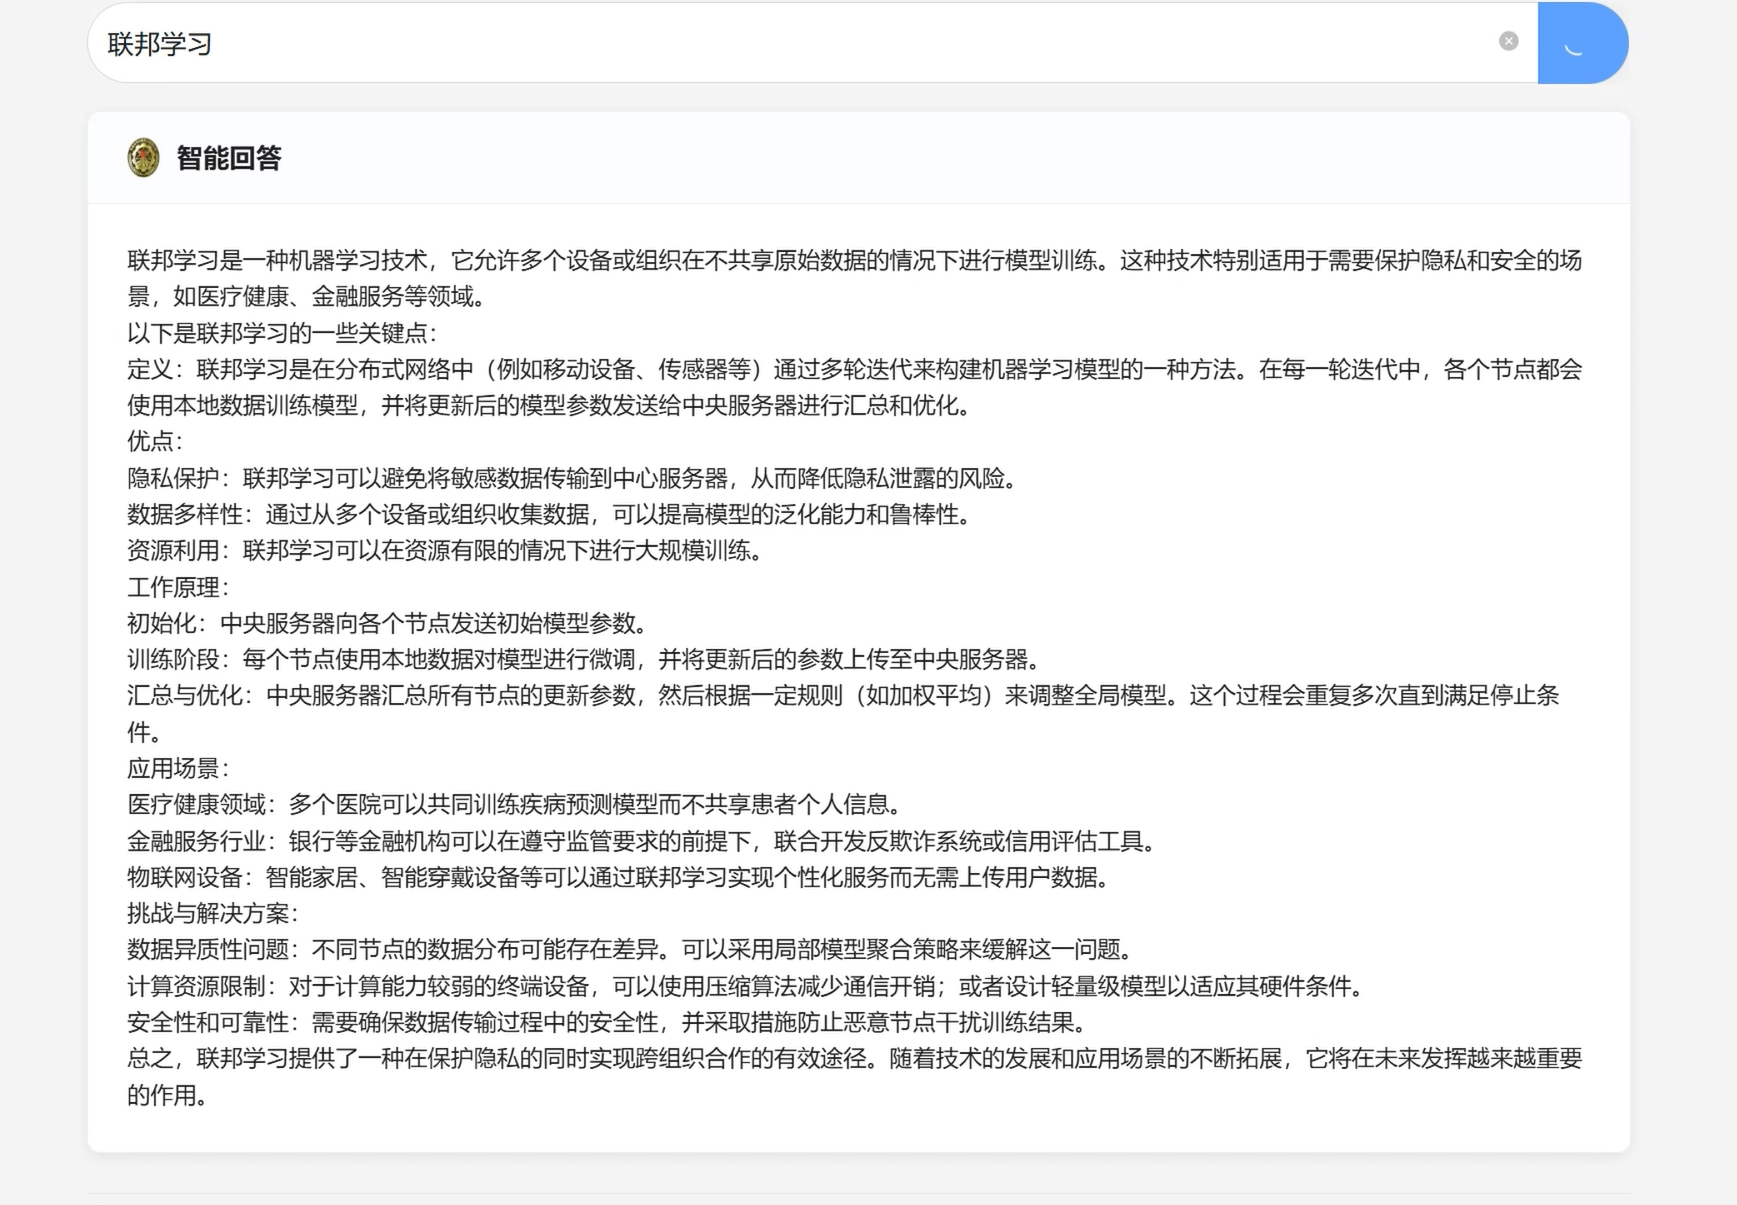 联邦学习
智能回答
联邦学习是一种机器学习技术，它允许多个设备或组织在不共享原始数据的情况下进行模型训练。这种技术特别适用于需要保护隐私和安全的场
景，如医疗健康、金融服务等领域。
以下是联邦学习的一些关键点：
定义：联邦学习是在分布式网络中（例如移动设备、传感器等）通过多轮迭代来构建机器学习模型的一种方法。在每一轮迭代中，各个节点都会
使用本地数据训练模型，并将更新后的模型参数发送给中央服务器进行汇总和优化。
优点：
隐私保护：联邦学习可以避免将敏感数据传输到中心服务器，从而降低隐私泄露的风险。
数据多样性：通过从多个设备或组织收集数据，可以提高模型的泛化能力和鲁棒性。
资源利用：联邦学习可以在资源有限的情况下进行大规模训练。
工作原理：
初始化：中央服务器向各个节点发送初始模型参数。
训练阶段：每个节点使用本地数据对模型进行微调，并将更新后的参数上传至中央服务器。
汇总与优化：中央服务器汇总所有节点的更新参数，然后根据一定规则（如加权平均）来调整全局模型。这个过程会重复多次直到满足停止条
件。
应用场景：
医疗健康领域：多个医院可以共同训练疾病预测模型而不共享患者个人信息。
金融服务行业：银行等金融机构可以在遵守监管要求的前提下，联合开发反欺诈系统或信用评估工具。
物联网设备：智能家居、智能穿戴设备等可以通过联邦学习实现个性化服务而无需上传用户数据。
挑战与解决方案：
数据异质性问题：不同节点的数据分布可能存在差异。可以采用局部模型聚合策略来缓解这一问题。
计算资源限制：对于计算能力较弱的终端设备，可以使用压缩算法减少通信开销；或者设计轻量级模型以适应其硬件条件。
安全性和可靠性：需要确保数据传输过程中的安全性，并采取措施防止恶意节点干扰训练结果。
总之，联邦学习提供了一种在保护隐私的同时实现跨组织合作的有效途径。随着技术的发展和应用场景的不断拓展，它将在未来发挥越来越重要
的作用。